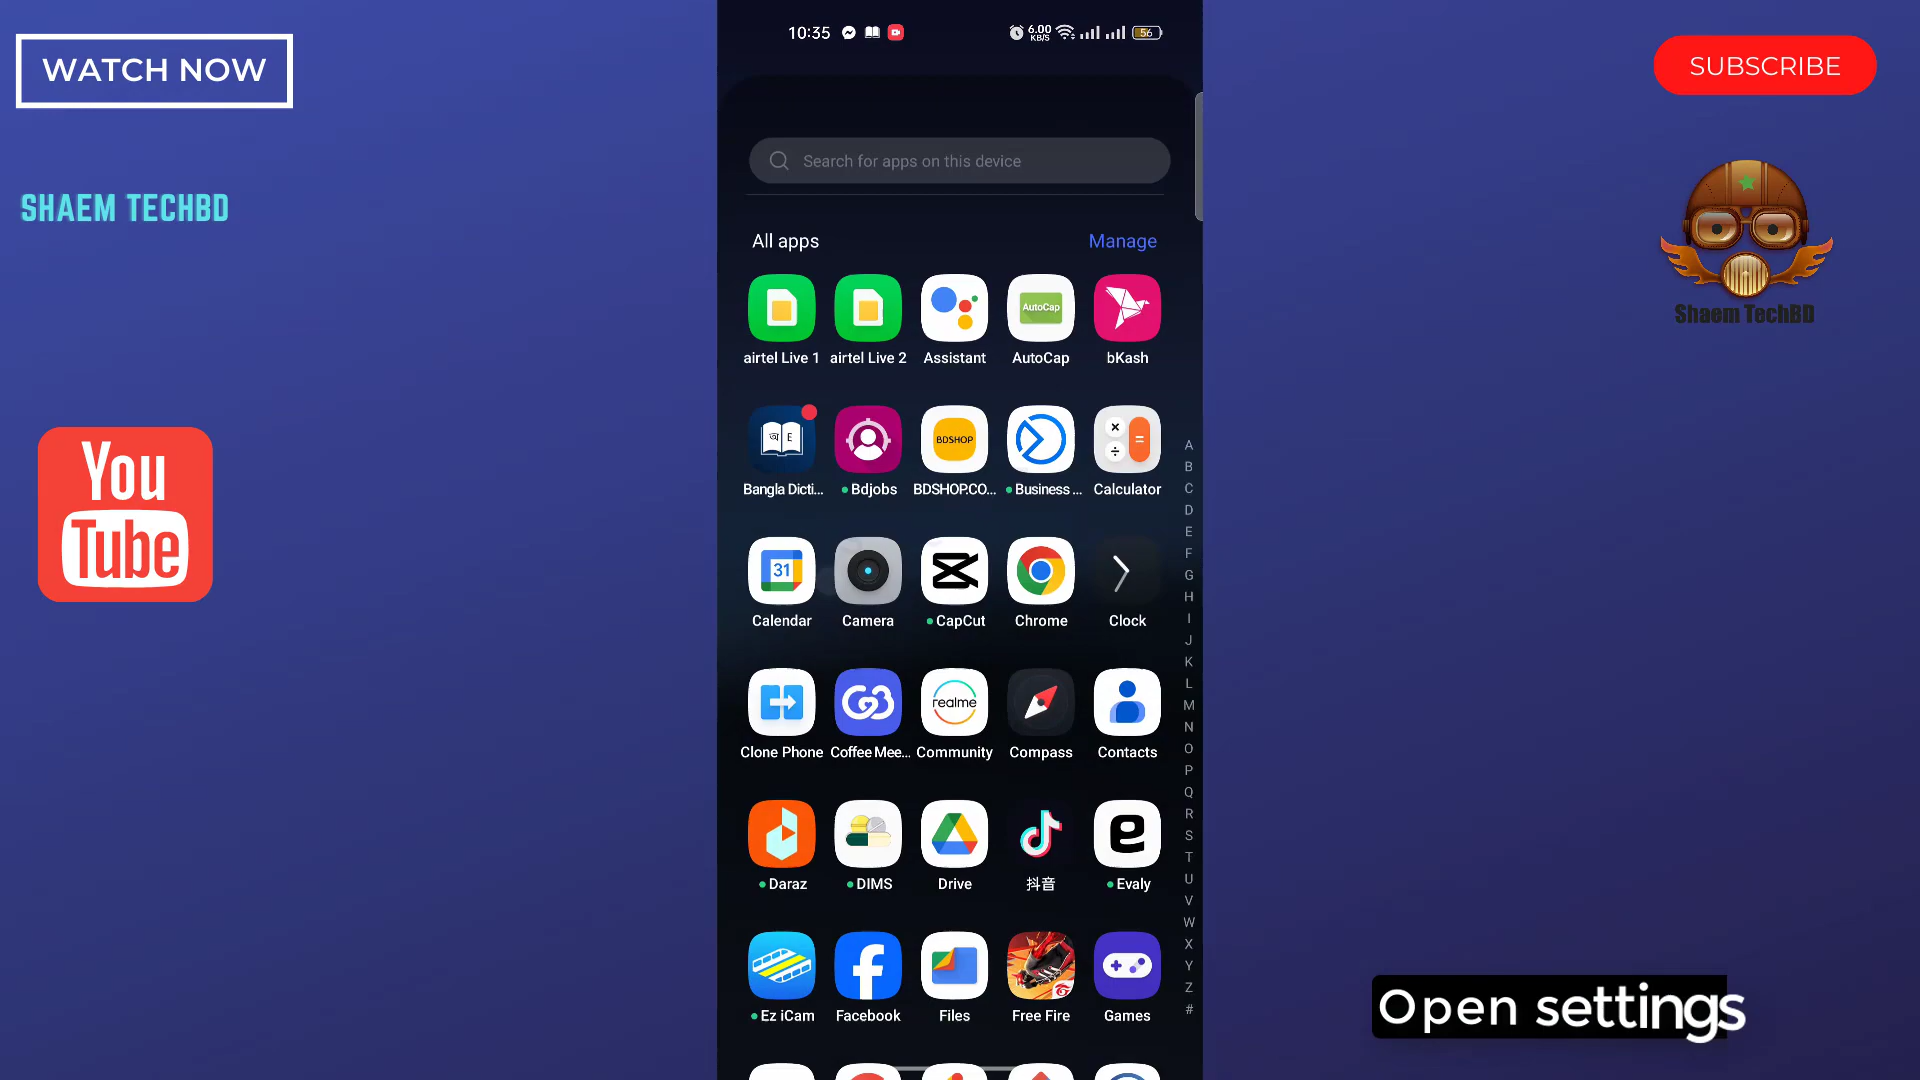 WATCH NOW
SHAEM TECHBD
You
Tube
10:35
6.00
KB/S
56
Search for apps on this device
All apps
Manage
AutoCap
airtel Live 1
airtel Live 2
Assistant
AutoCap
bKash
অ E
BDSHOP
Bangla Dicti...
Bdjobs
BDSHOP.CO...
Business ...
Calculator
31
Calendar
Camera
CapCut
Chrome
Clock
realme
Clone Phone
Coffee Mee...
Community
Compass
Contacts
Daraz
DIMS
Drive
抖音
Evaly
Ez iCam
Facebook
Files
Free Fire
Games
A
B
C
D
E
F
G
H
I
J
K
L
M
N
O
P
Q
R
S
T
U
V
W
X
Y
Z
#
SUBSCRIBE
Shaem TechBD
Open settings